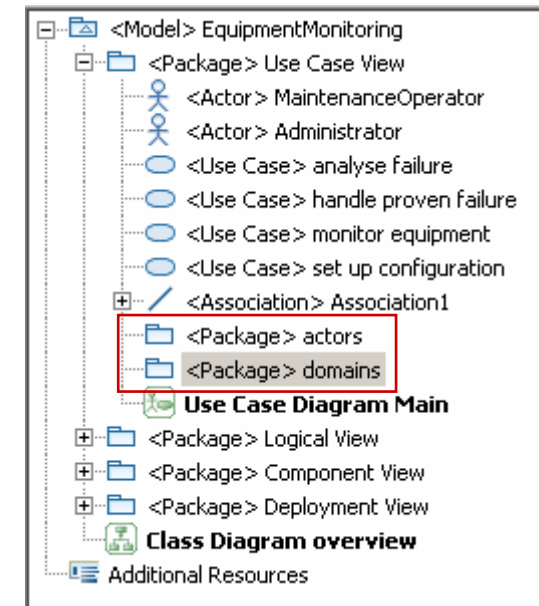 <Model> EquipmentMonitoring
<Package> Use Case View
<Actor> MaintenanceOperator
<Actor> Administrator
<Use Case> analyse failure
<Use Case> handle proven failure
<Use Case> monitor equipment
<Use Case> set up configuration
<Association> Association1
<Package> actors
<Package> domains
Use Case Diagram Main
<Package> Logical View
<Package> Component View
<Package> Deployment View
Class Diagram overview
Additional Resources